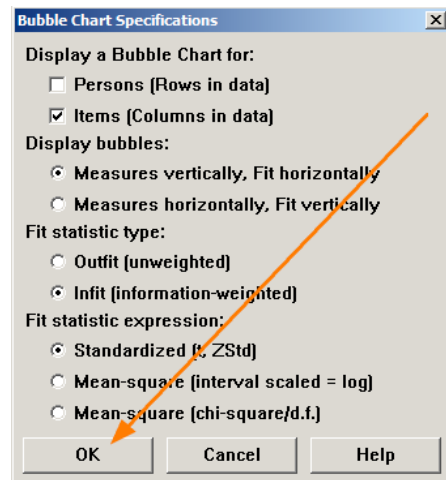 Bubble Chart Specifications
Display a Bubble Chart for:
Persons (Rows in data)
Items (Columns in data)
Display bubbles:
Measures vertically, Fit horizontally
Measures horizontally, Fit vertically
Fit statistic type:
Outfit (unweighted)
Infit (information-weighted)
Fit statistic expression:
Standardized (t, ZStd)
Mean-square (interval scaled = log)
Mean-square (chi-square/d.f.)
OK Cancel Help